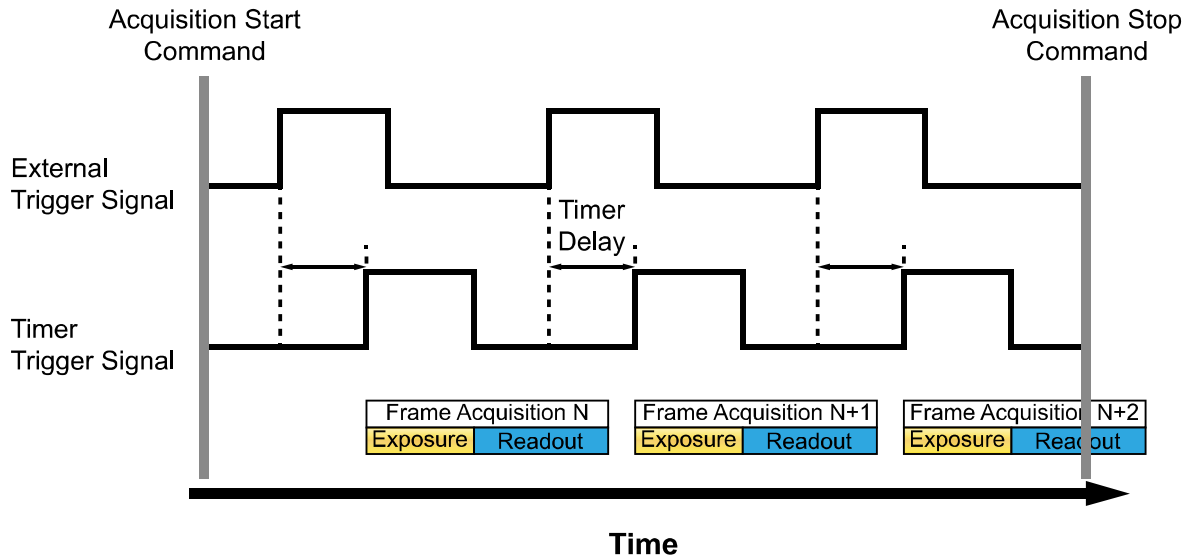 Acquisition Start
Command
Acquisition Stop
Command
External
Trigger Signal
Timer
Delay
Timer
Trigger Signal
Frame Acquisition N
Exposure
Readout
Frame Acquisition N+1
Exposure
Readout
Frame Acquisition N+2
Exposure
Readout
Time